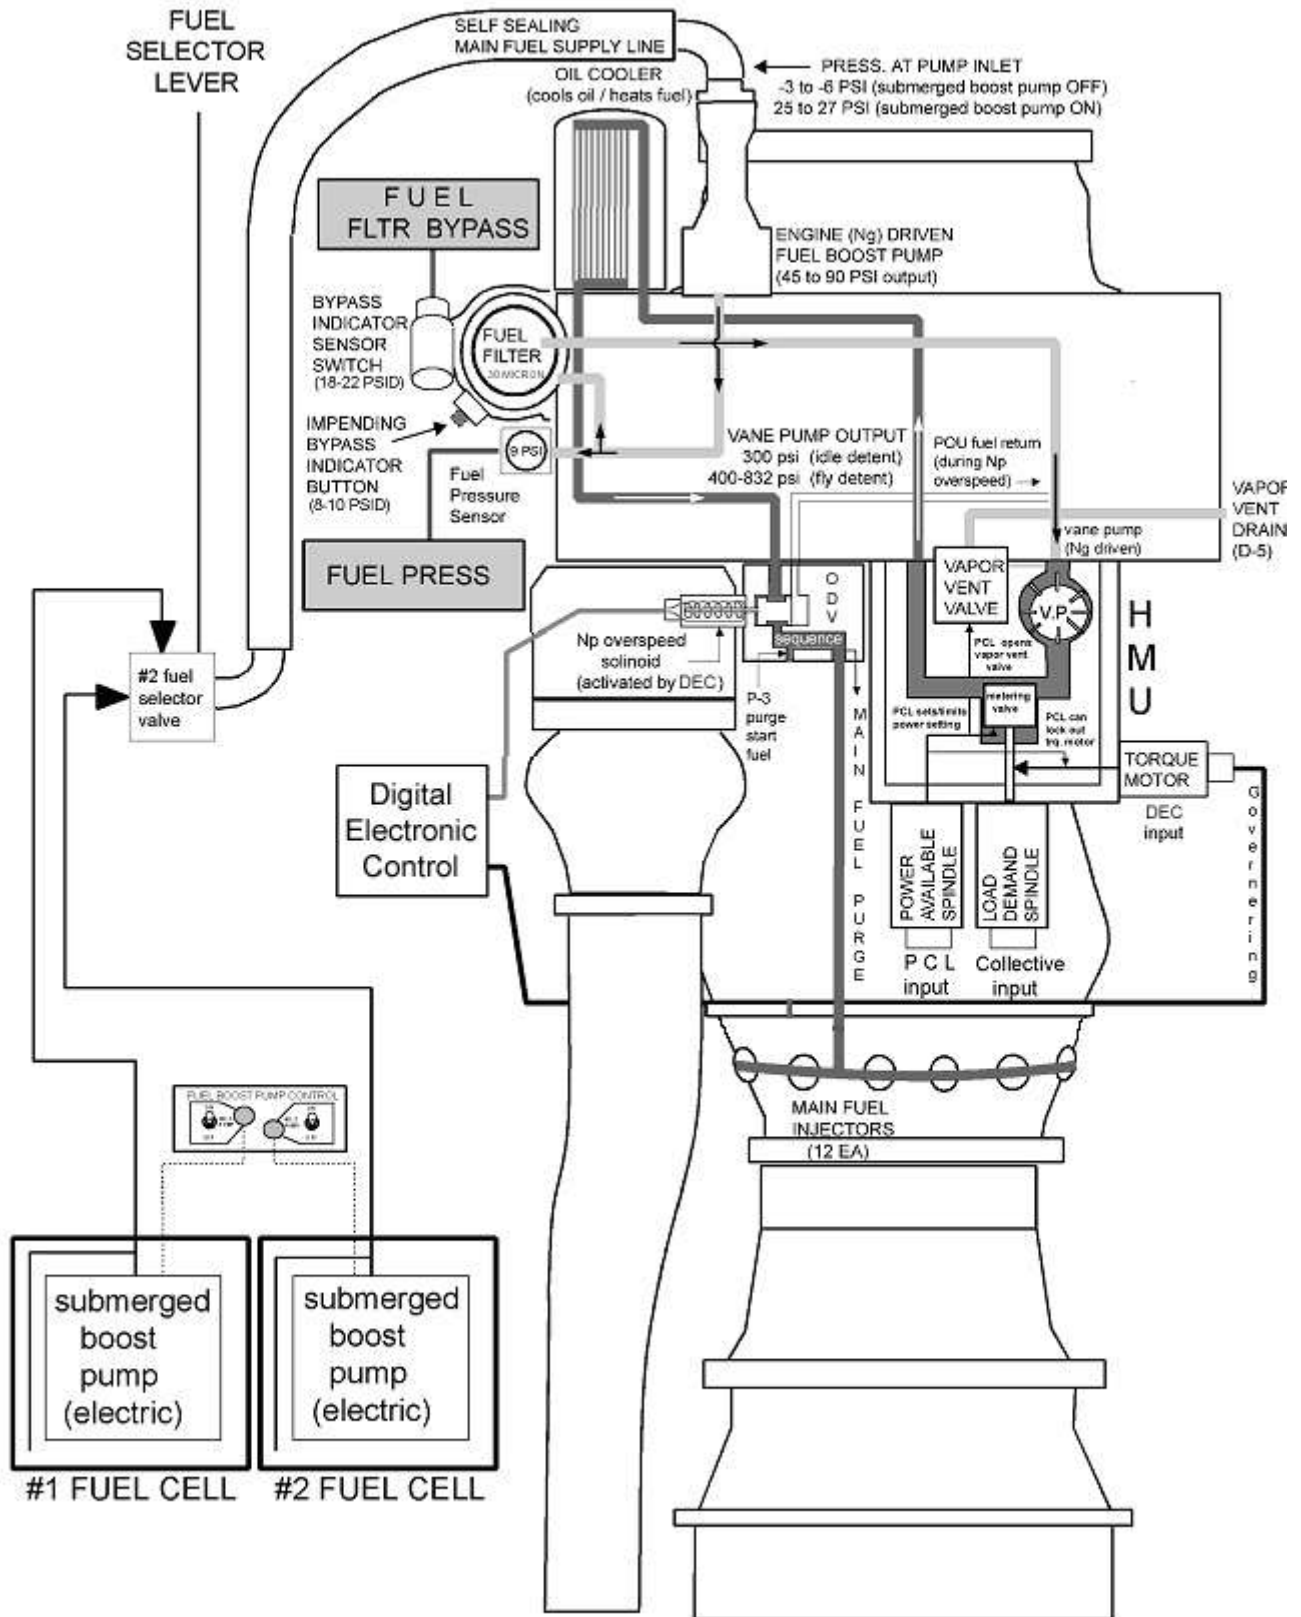 FUEL
SELECTOR
LEVER
SELF SEALING
MAIN FUEL SUPPLY LINE
OIL COOLER
(cools oil / heats fuel)
PRESS. AT PUMP INLET
-3 to -6 PSI (submerged boost pump OFF)
25 to 27 PSI (submerged boost pump ON)
FUEL
FLTR BYPASS
ENGINE (Ng) DRIVEN
FUEL BOOST PUMP
(45 to 90 PSI output)
BYPASS
INDICATOR
SENSOR
SWITCH
(18-22 PSID)
FUEL
FILTER
30 MICRON
IMPENDING
BYPASS
INDICATOR
BUTTON
(8-10 PSID)
9 PSI
Fuel
Pressure
Sensor
VANE PUMP OUTPUT
300 psi (idle detent)
400-832 psi (fly detent)
POU fuel return
(during Np
overspeed)
VAPOR
VENT
DRAIN
(D-5)
vane pump
(Ng driven)
FUEL PRESS
VAPOR
VENT
VALVE
V.P
HMU
ODV
sequence
Np overspeed
solinoid
(activated by DEC)
PCL opens
vapor vent
valve
metering
valve
PCL sets/limits
power setting
PCL can
lock out
trq. motor
P-3
purge
start
fuel
MAIN FUEL PURGE
#2 fuel
selector
valve
TORQUE
MOTOR
DEC
input
Governering
Digital
Electronic
Control
POWER
AVAILABLE
SPINDLE
LOAD
DEMAND
SPINDLE
PCL
input
Collective
input
FUEL BOOST PUMP CONTROL
MAIN FUEL
INJECTORS
(12 EA)
submerged
boost
pump
(electric)
submerged
boost
pump
(electric)
#1 FUEL CELL
#2 FUEL CELL